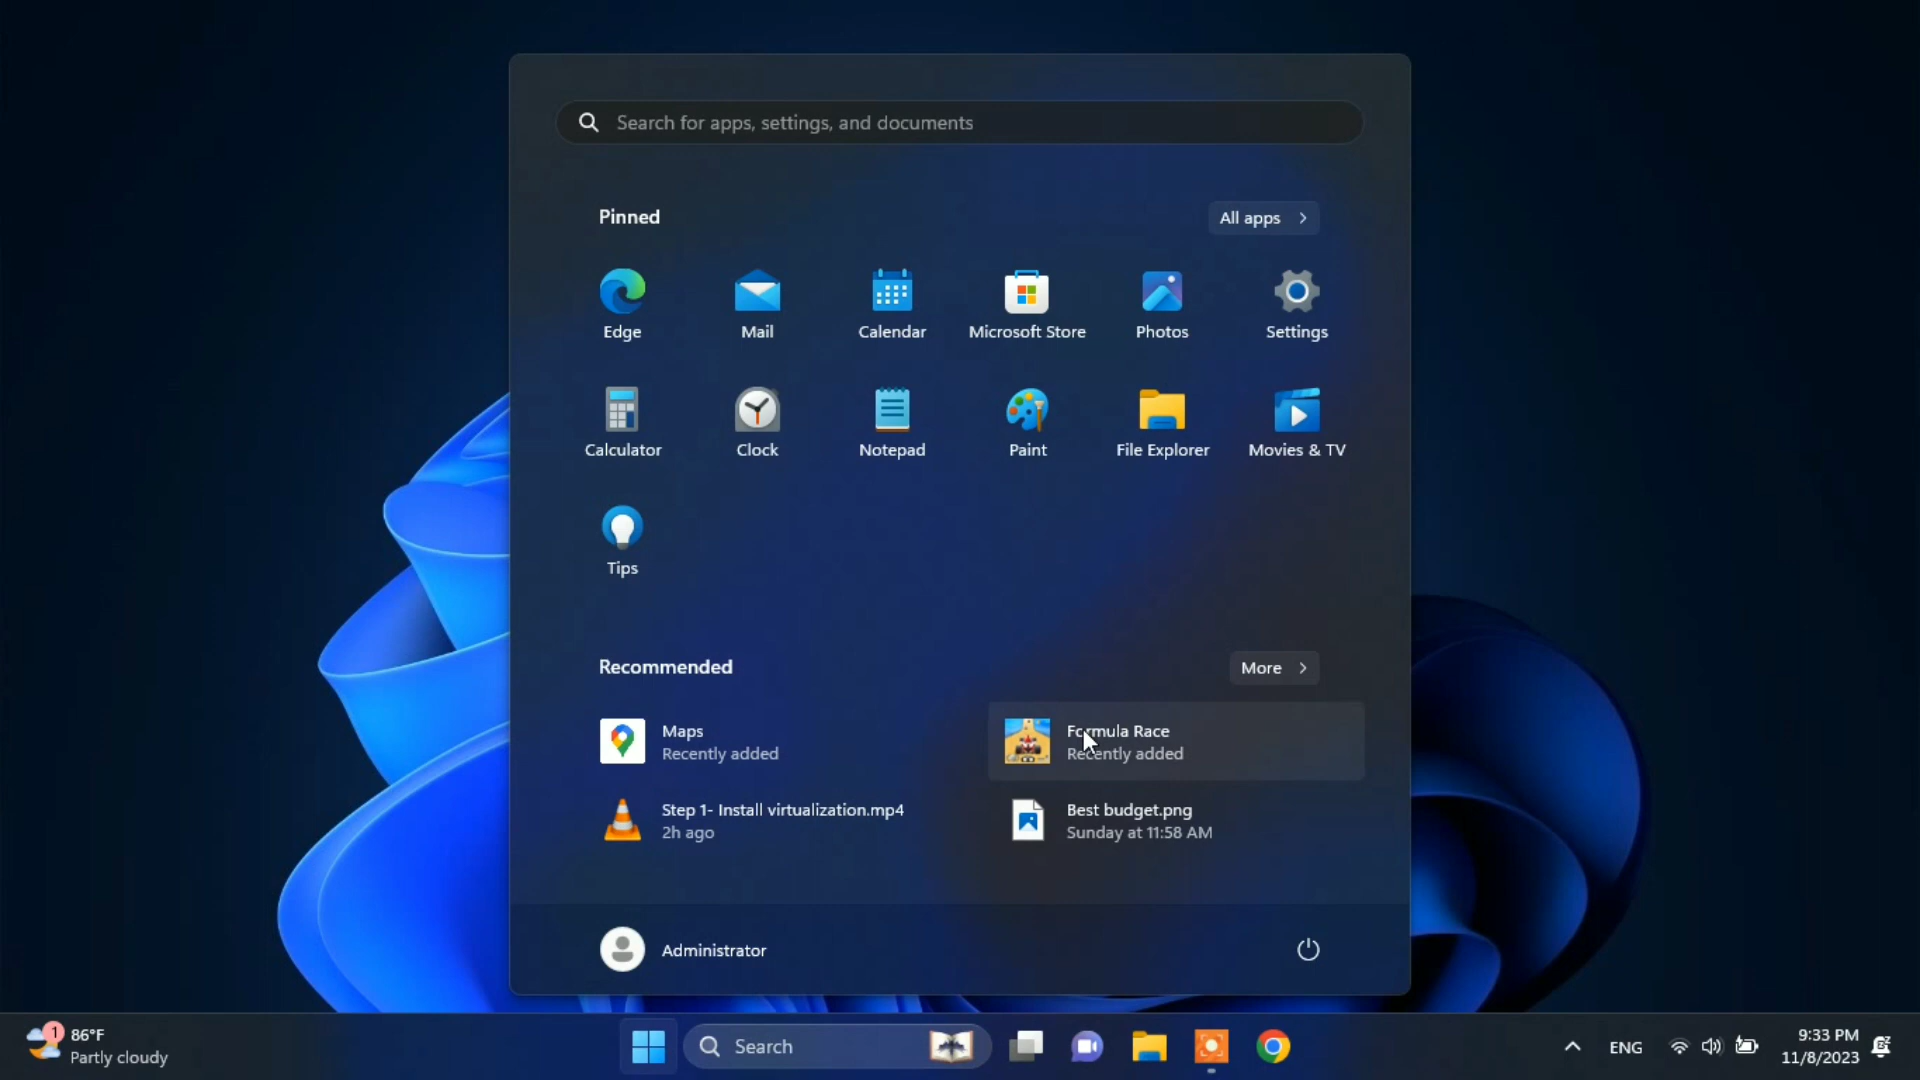 Search for apps, settings, and documents
Pinned
All apps
Edge
Mail
Calendar
Microsoft Store
Photos
Settings
Calculator
Clock
Notepad
Paint
File Explorer
Movies & TV
Tips
Recommended
More
Maps
Recently added
Formula Race
Recently added
Step 1- Install virtualization.mp4
2h ago
Best budget.png
Sunday at 11:58 AM
Administrator
1
86°F
Partly cloudy
Search
ENG
9:33 PM
11/8/2023